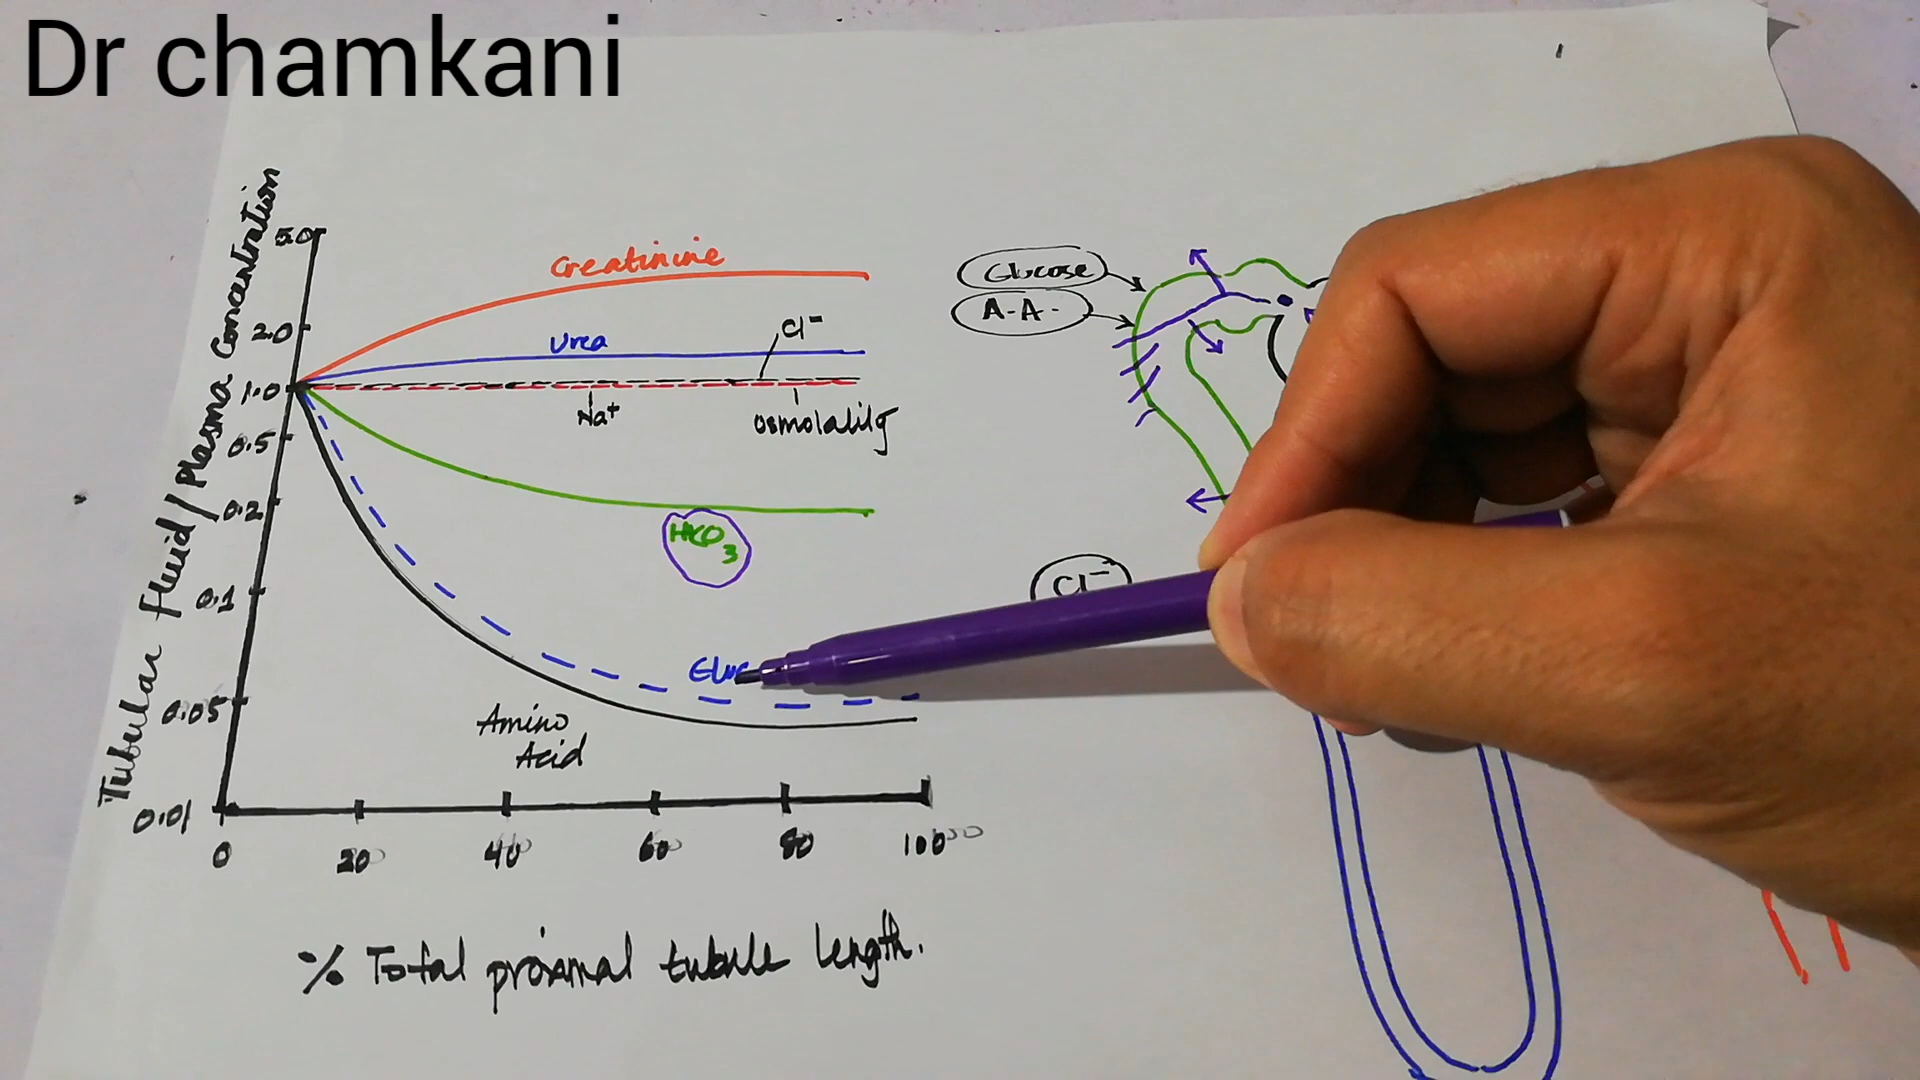 Dr chamkani
Tubular fluid/Plasma Concentration
5.0
2.0
1.0
0.5
0.2
0.1
0.05
0.01
0
20
40
60
80
100
% Total proximal tubule length.
Creatinine
Urea
Cl⁻
Na⁺
osmolality
HCO₃
Gluc
Amino
Acid
Glucose
A-A-
Cl⁻